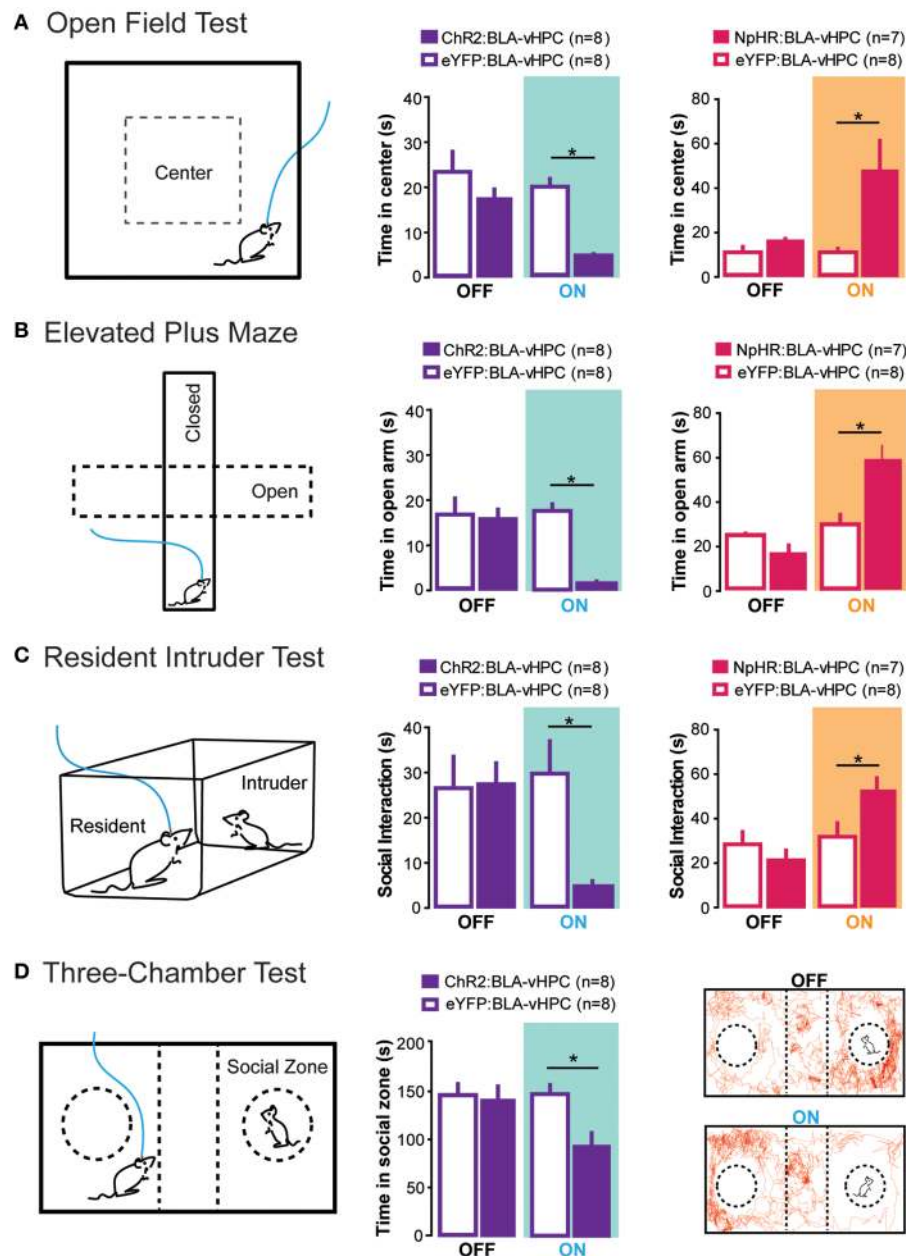 A Open Field Test
Center
ChR2:BLA-vHPC (n=8)
eYFP:BLA-vHPC (n=8)
Time in center (s)
40
30
20
10
0
*
OFF
ON
NpHR:BLA-vHPC (n=7)
eYFP:BLA-vHPC (n=8)
Time in center (s)
80
60
40
20
0
*
OFF
ON
B Elevated Plus Maze
Closed
Open
ChR2:BLA-vHPC (n=8)
eYFP:BLA-vHPC (n=8)
Time in open arm (s)
40
30
20
10
0
*
OFF
ON
NpHR:BLA-vHPC (n=7)
eYFP:BLA-vHPC (n=8)
Time in open arm (s)
80
60
40
20
0
*
OFF
ON
C Resident Intruder Test
Intruder
Resident
ChR2:BLA-vHPC (n=8)
eYFP:BLA-vHPC (n=8)
Social Interaction (s)
40
30
20
10
0
*
OFF
ON
NpHR:BLA-vHPC (n=7)
eYFP:BLA-vHPC (n=8)
Social Interaction (s)
80
60
40
20
0
*
OFF
ON
D Three-Chamber Test
Social Zone
ChR2:BLA-vHPC (n=8)
eYFP:BLA-vHPC (n=8)
Time in social zone (s)
200
150
100
50
0
*
OFF
ON
OFF
ON